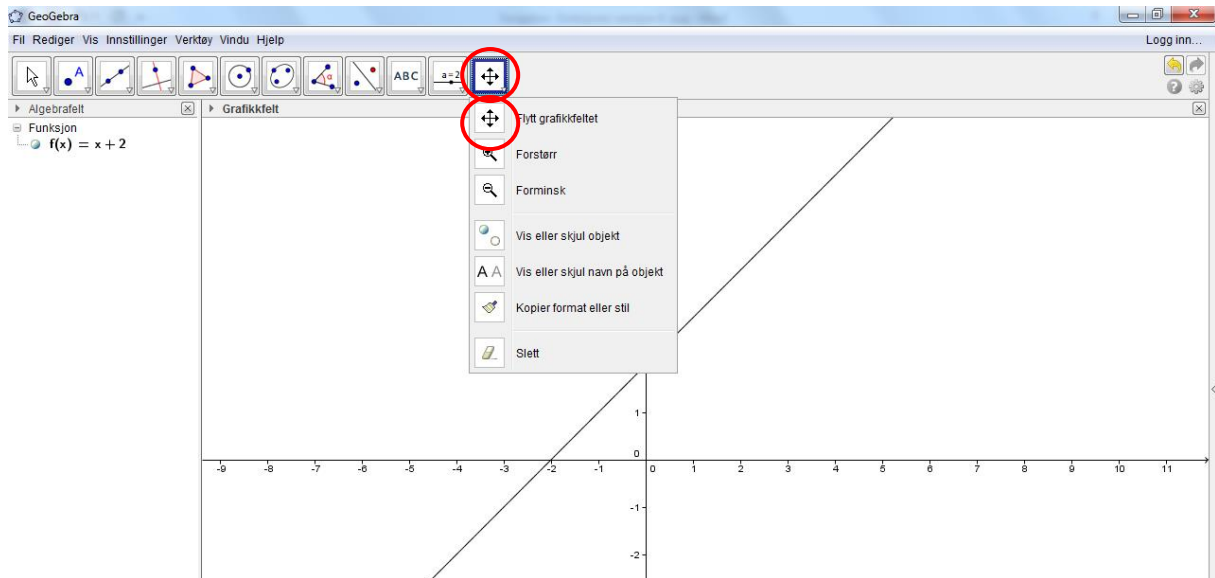 GeoGebra
Fil Rediger Vis Innstillinger Verktøy Vindu Hjelp
Logg inn...
A
α
ABC
a=2
Algebrafelt
Grafikkfelt
Funksjon
f(x) = x + 2
Flytt grafikkfeltet
Forstørr
Forminsk
Vis eller skjul objekt
A A
Vis eller skjul navn på objekt
Kopier format eller stil
Slett
1
0
-9 -8 -7 -6 -5 -4 -3 -2 -1 0 1 2 3 4 5 6 7 8 9 10 11
-1
-2